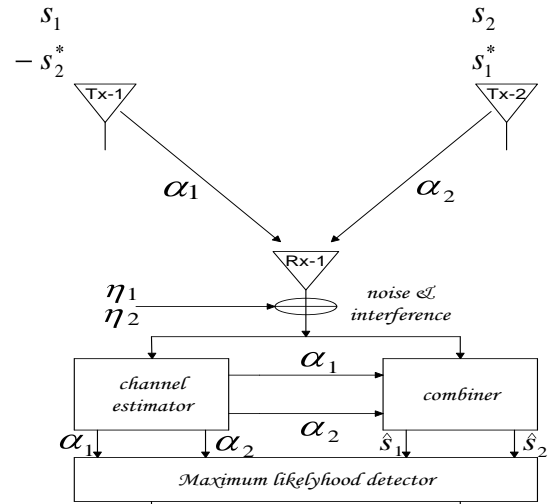 s₁ s₂
− s₂* s₁*
Tx-1 Tx-2
α₁ α₂
Rx-1
η₁
η₂
noise &
interference
α₁
channel
estimator
combiner
α₂
α₁ α₂ ŝ₁ ŝ₂
Maximum likelyhood detector